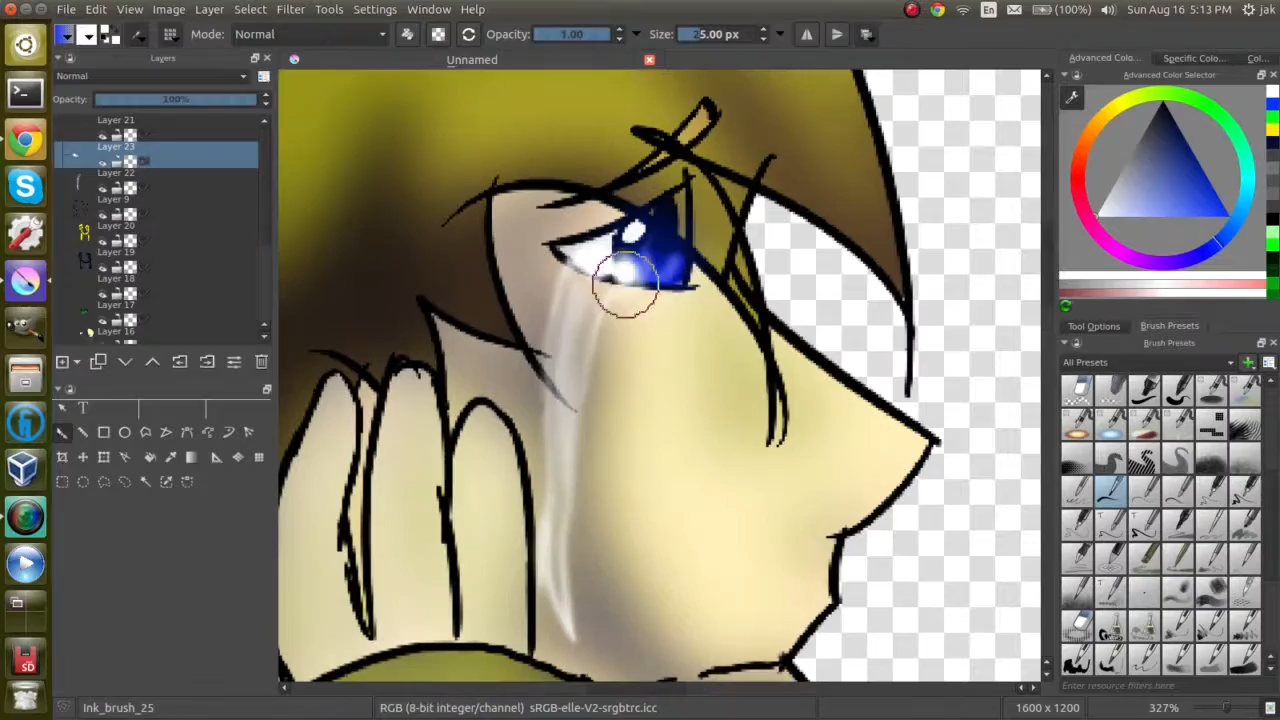 File Edit View Image Layer Select Filter Tools Settings Window Help
En (100%) Sun Aug 16 5:13 PM jak
Mode: Normal Opacity: 1.00 Size: 25.00 px
Layers
Unnamed
Advanced Colo... Specific Colo... Col...
Normal
Advanced Color Selector
Opacity: 100%
Layer 21
Layer 23
Layer 22
Layer 9
Layer 20
Layer 19
Layer 18
Layer 17
Layer 16
Tool Options Brush Presets
Brush Presets
All Presets
T
SD
Enter resource filters here
Ink_brush_25 RGB (8-bit integer/channel) sRGB-elle-V2-srgbtrc.icc 1600 x 1200 327%